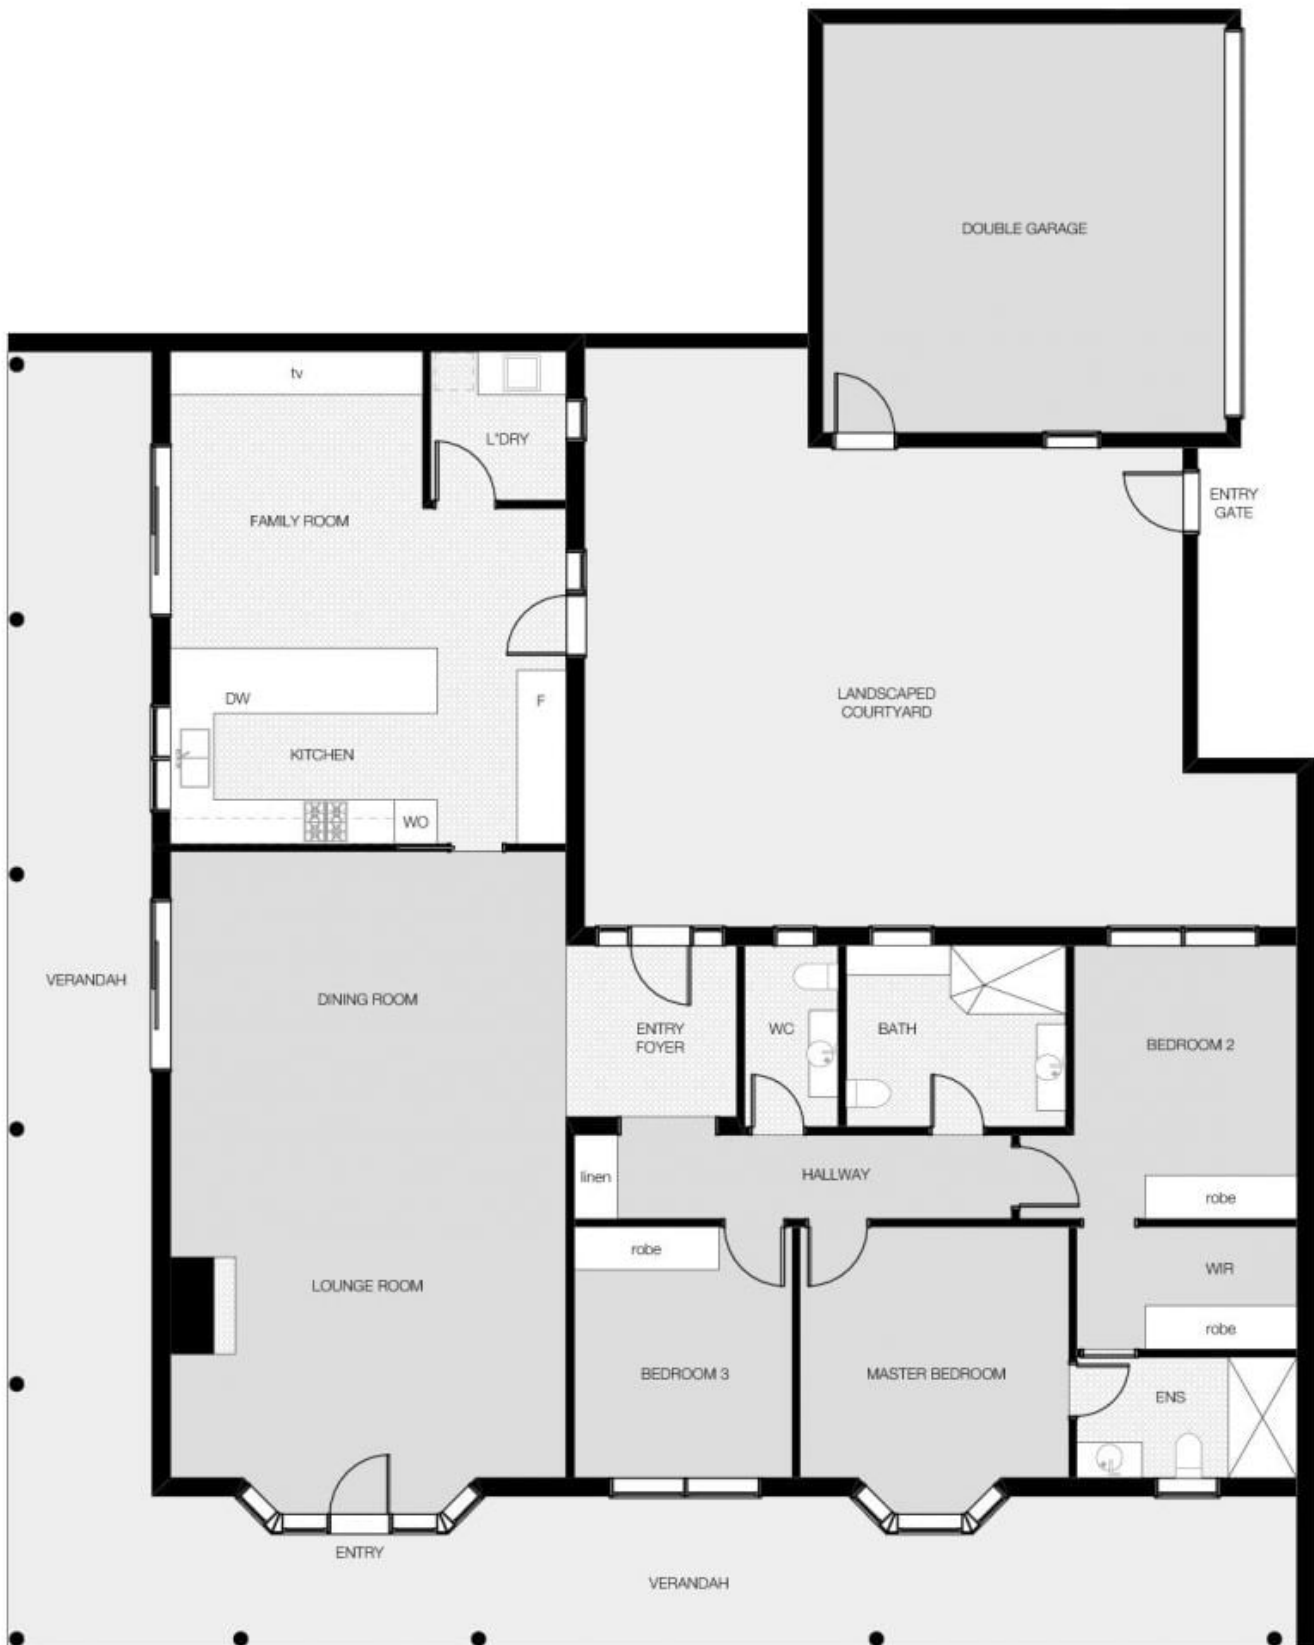 DOUBLE GARAGE
tv
L'DRY
ENTRY
GATE
FAMILY ROOM
LANDSCAPED
COURTYARD
DW
F
KITCHEN
WO
VERANDAH
DINING ROOM
ENTRY
FOYER
WC
BATH
BEDROOM 2
linen
HALLWAY
robe
robe
WIR
LOUNGE ROOM
robe
BEDROOM 3
MASTER BEDROOM
ENS
ENTRY
VERANDAH